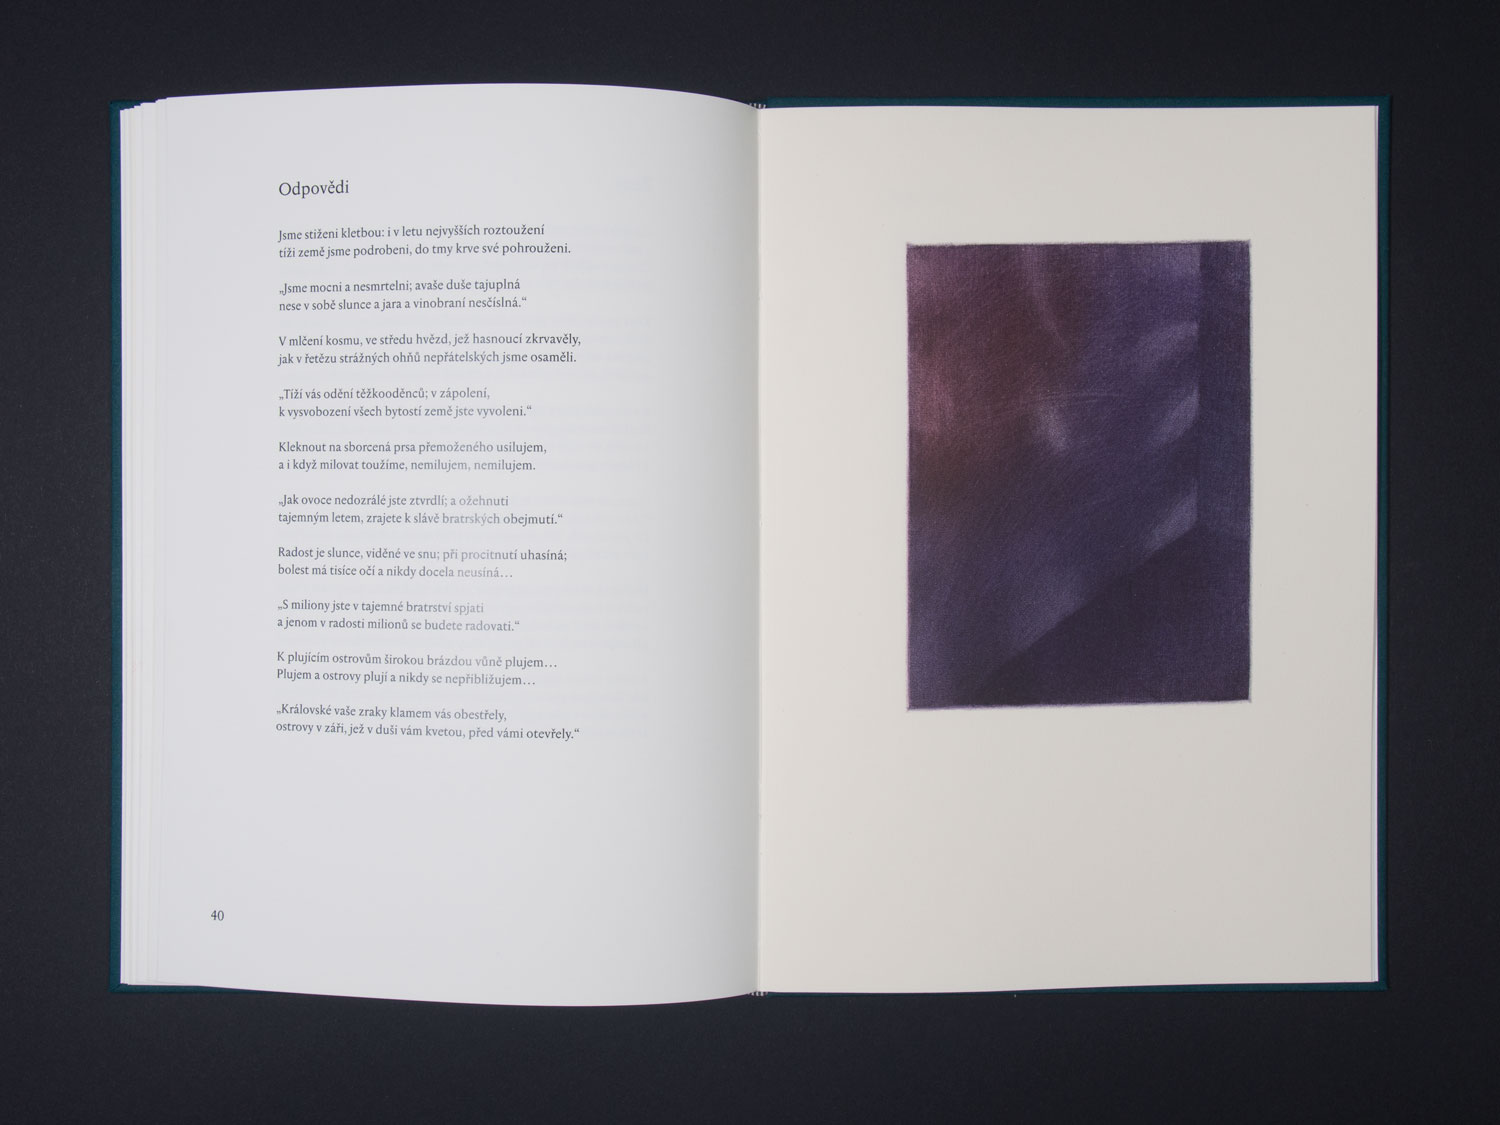 Odpovědi
Jsme stiženi kletbou: i v letu nejvyšších roztoužení
tíži země jsme podrobeni, do tmy krve své pohrouženi.
„Jsme mocni a nesmrtelni; avaše duše tajuplná
nese v sobě slunce a jara a vinobraní nesčíslná.“
V mlčení kosmu, ve středu hvězd, jež hasnoucí zkrvavěly,
jak v řetězu strážných ohňů nepřátelských jsme osaměli.
„Tíží vás odění těžkooděnců; v zápolení,
k vysvobození všech bytostí země jste vyvoleni.“
Kleknout na sborcená prsa přemoženého usilujem,
a i když milovat toužíme, nemilujem, nemilujem.
„Jak ovoce nedozrálé jste ztvrdlí; a ožehnuti
tajemným letem, zrajete k slávě bratrských obejmutí.“
Radost je slunce, viděné ve snu; při procitnutí uhasíná;
bolest má tisíce očí a nikdy docela neusíná…
„S miliony jste v tajemné bratrství spjati
a jenom v radosti milionů se budete radovati.“
K plujícím ostrovům širokou brázdou vůně plujem…
Plujem a ostrovy plují a nikdy se nepřibližujem…
„Královské vaše zraky klamem vás obestřely,
ostrovy v záři, jež v duši vám kvetou, před vámi otevřely.“
40